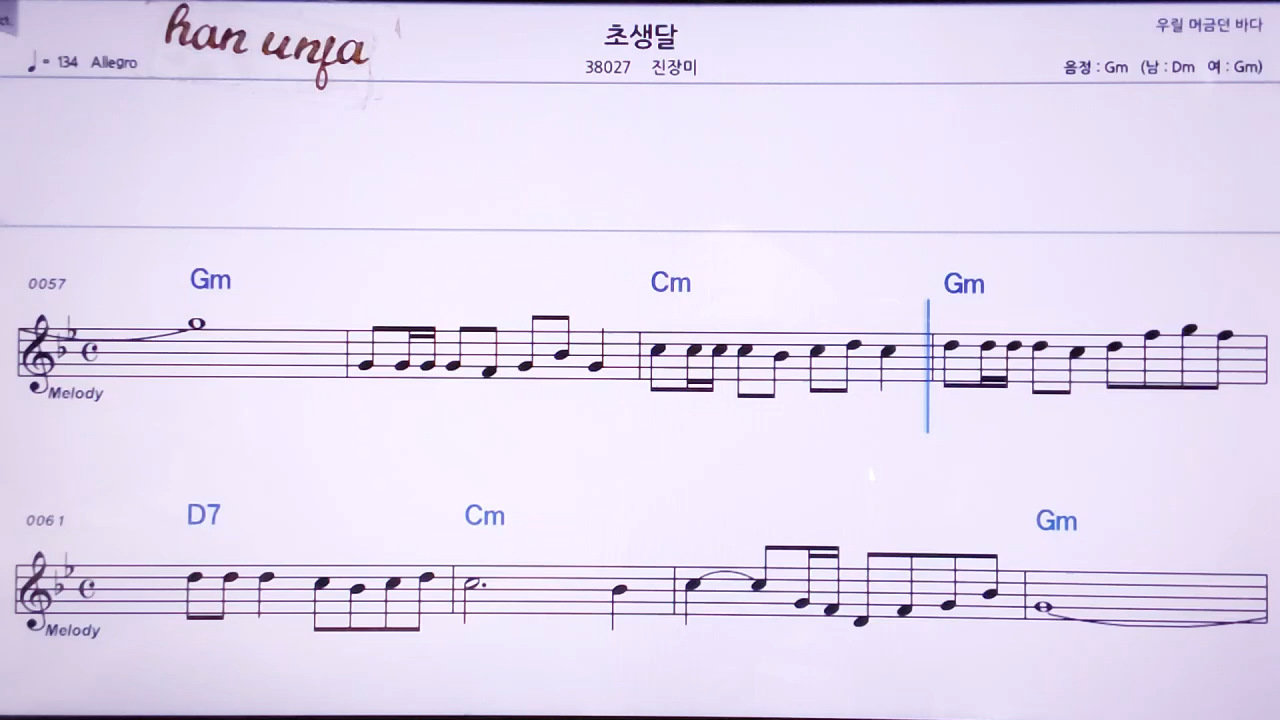 han unja
초생달
우릴 머금던 바다
♩= 134 Allegro
38027 진장미
음정 : Gm (남 : Dm 여 : Gm)
0057 Gm Cm Gm
Melody
0061 D7 Cm Gm
Melody